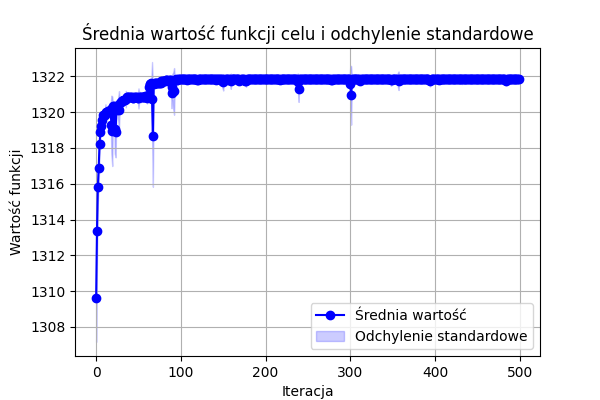 Średnia wartość funkcji celu i odchylenie standardowe
Wartość funkcji
1322
1320
1318
1316
1314
1312
1310
1308
0 100 200 300 400 500
Iteracja
Średnia wartość
Odchylenie standardowe